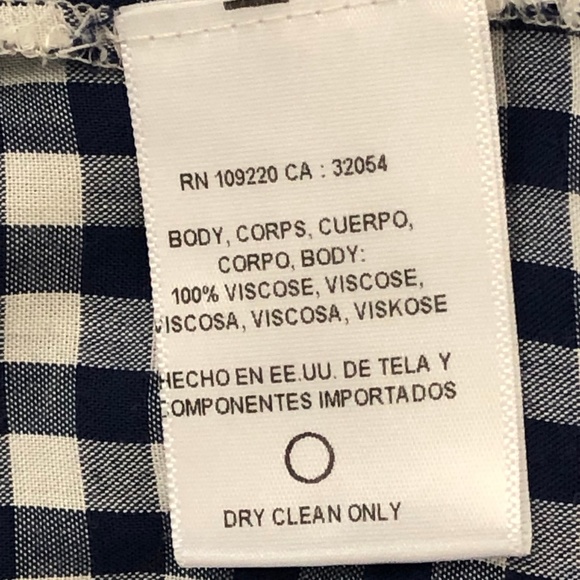 RN 109220 CA : 32054
BODY, CORPS, CUERPO,
CORPO, BODY:
100% VISCOSE, VISCOSE,
VISCOSA, VISCOSA, VISKOSE
HECHO EN EE.UU. DE TELA Y
COMPONENTES IMPORTADOS
DRY CLEAN ONLY